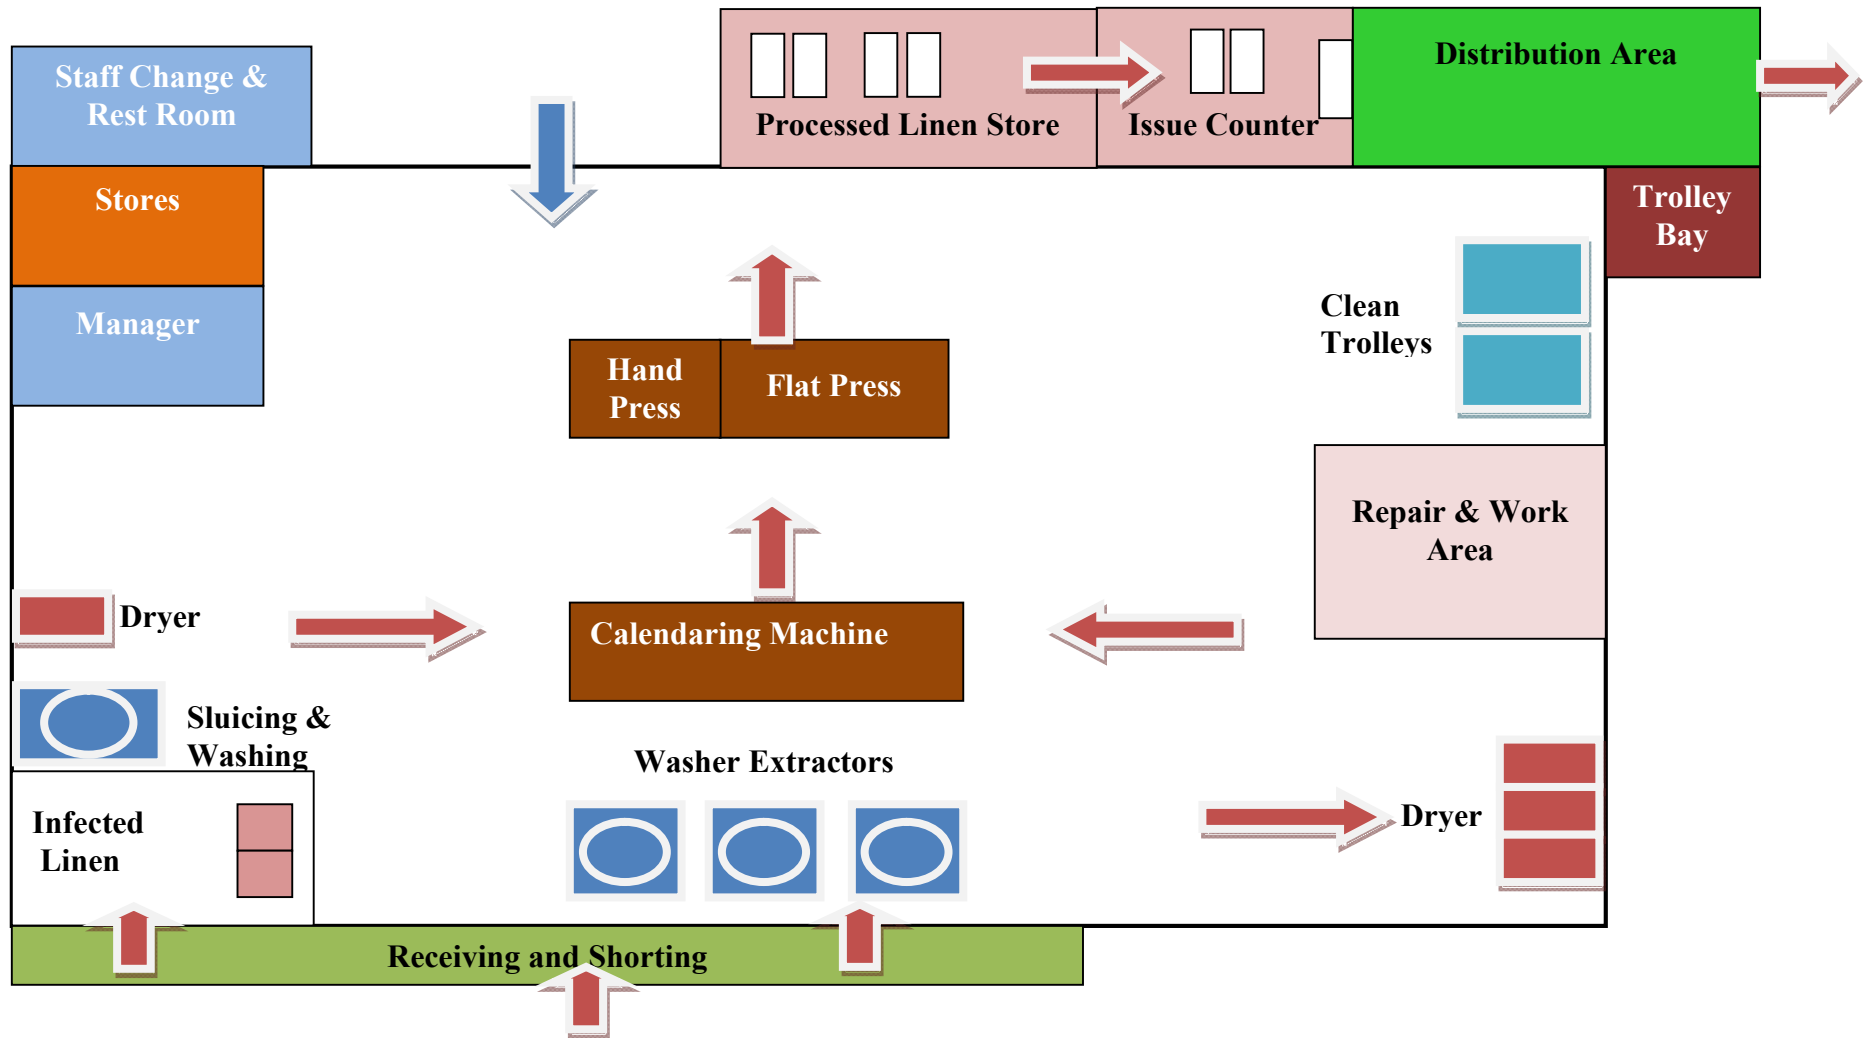 Staff Change &
Rest Room
Processed Linen Store
Issue Counter
Distribution Area
Stores
Trolley
Bay
Manager
Clean
Trolleys
Hand
Press
Flat Press
Repair & Work
Area
Dryer
Calendaring Machine
Sluicing &
Washing
Washer Extractors
Infected
Linen
Dryer
Receiving and Shorting